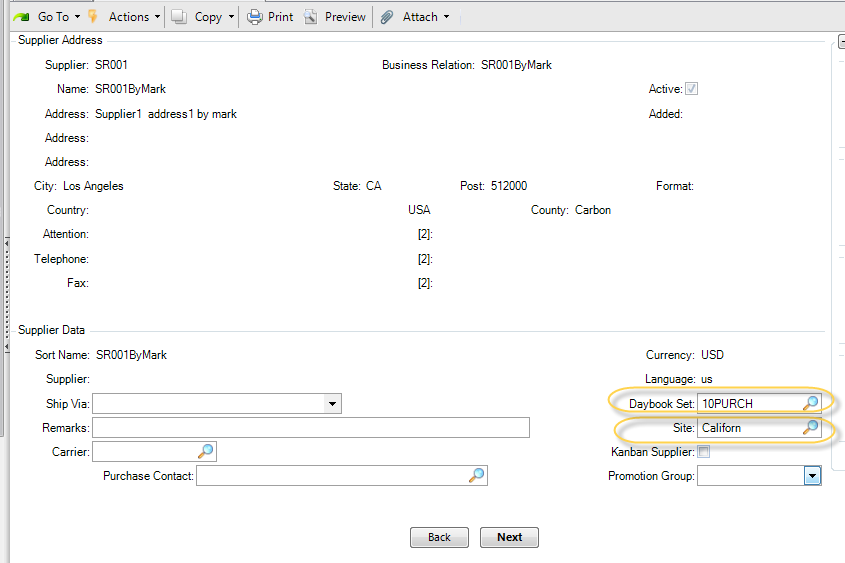 Go To Actions Copy Print Preview Attach
Supplier Address
Supplier: SR001 Business Relation: SR001ByMark
Name: SR001ByMark Active:
Address: Supplier1 address1 by mark Added:
Address:
Address:
City: Los Angeles State: CA Post: 512000 Format:
Country: USA County: Carbon
Attention: [2]:
Telephone: [2]:
Fax: [2]:
Supplier Data
Sort Name: SR001ByMark Currency: USD
Supplier: Language: us
Ship Via: Daybook Set: 10PURCH
Remarks: Site: Californ
Carrier: Kanban Supplier:
Purchase Contact: Promotion Group:
Back Next